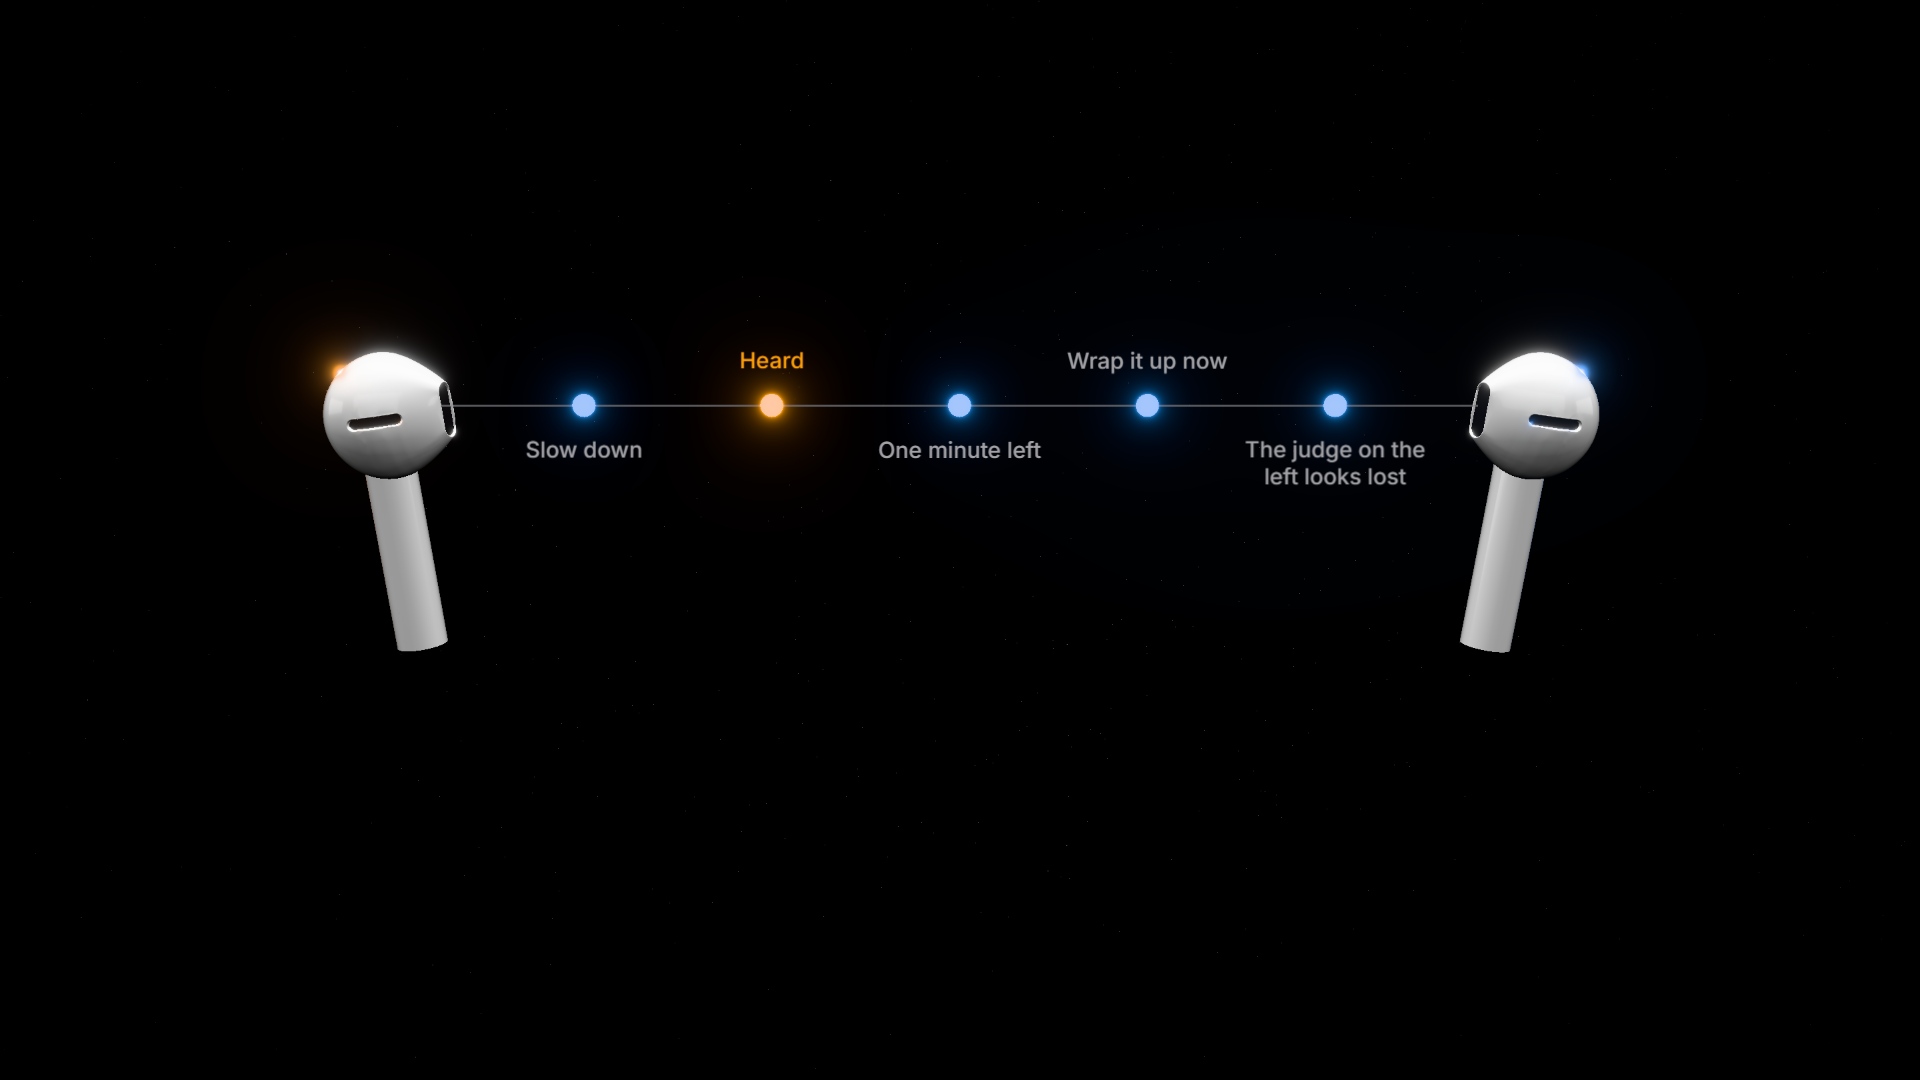 Slow down
Heard
One minute left
Wrap it up now
The judge on the
left looks lost